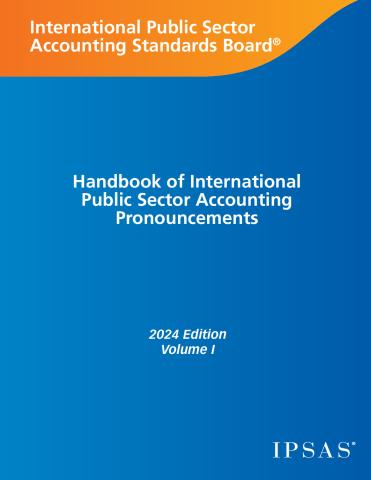 International Public Sector
Accounting Standards Board®
Handbook of International
Public Sector Accounting
Pronouncements
2024 Edition
Volume I
IPSAS®